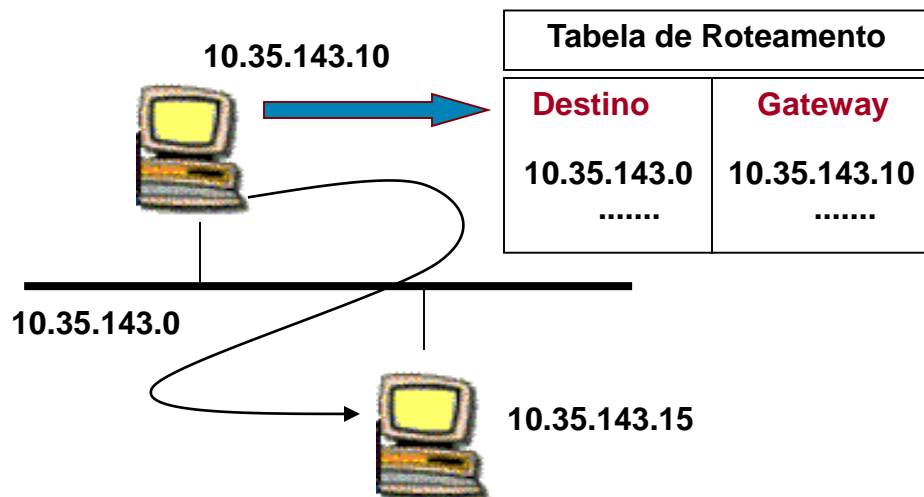 10.35.143.10
Tabela de Roteamento
Destino Gateway
10.35.143.0 10.35.143.10
....... .......
10.35.143.0
10.35.143.15